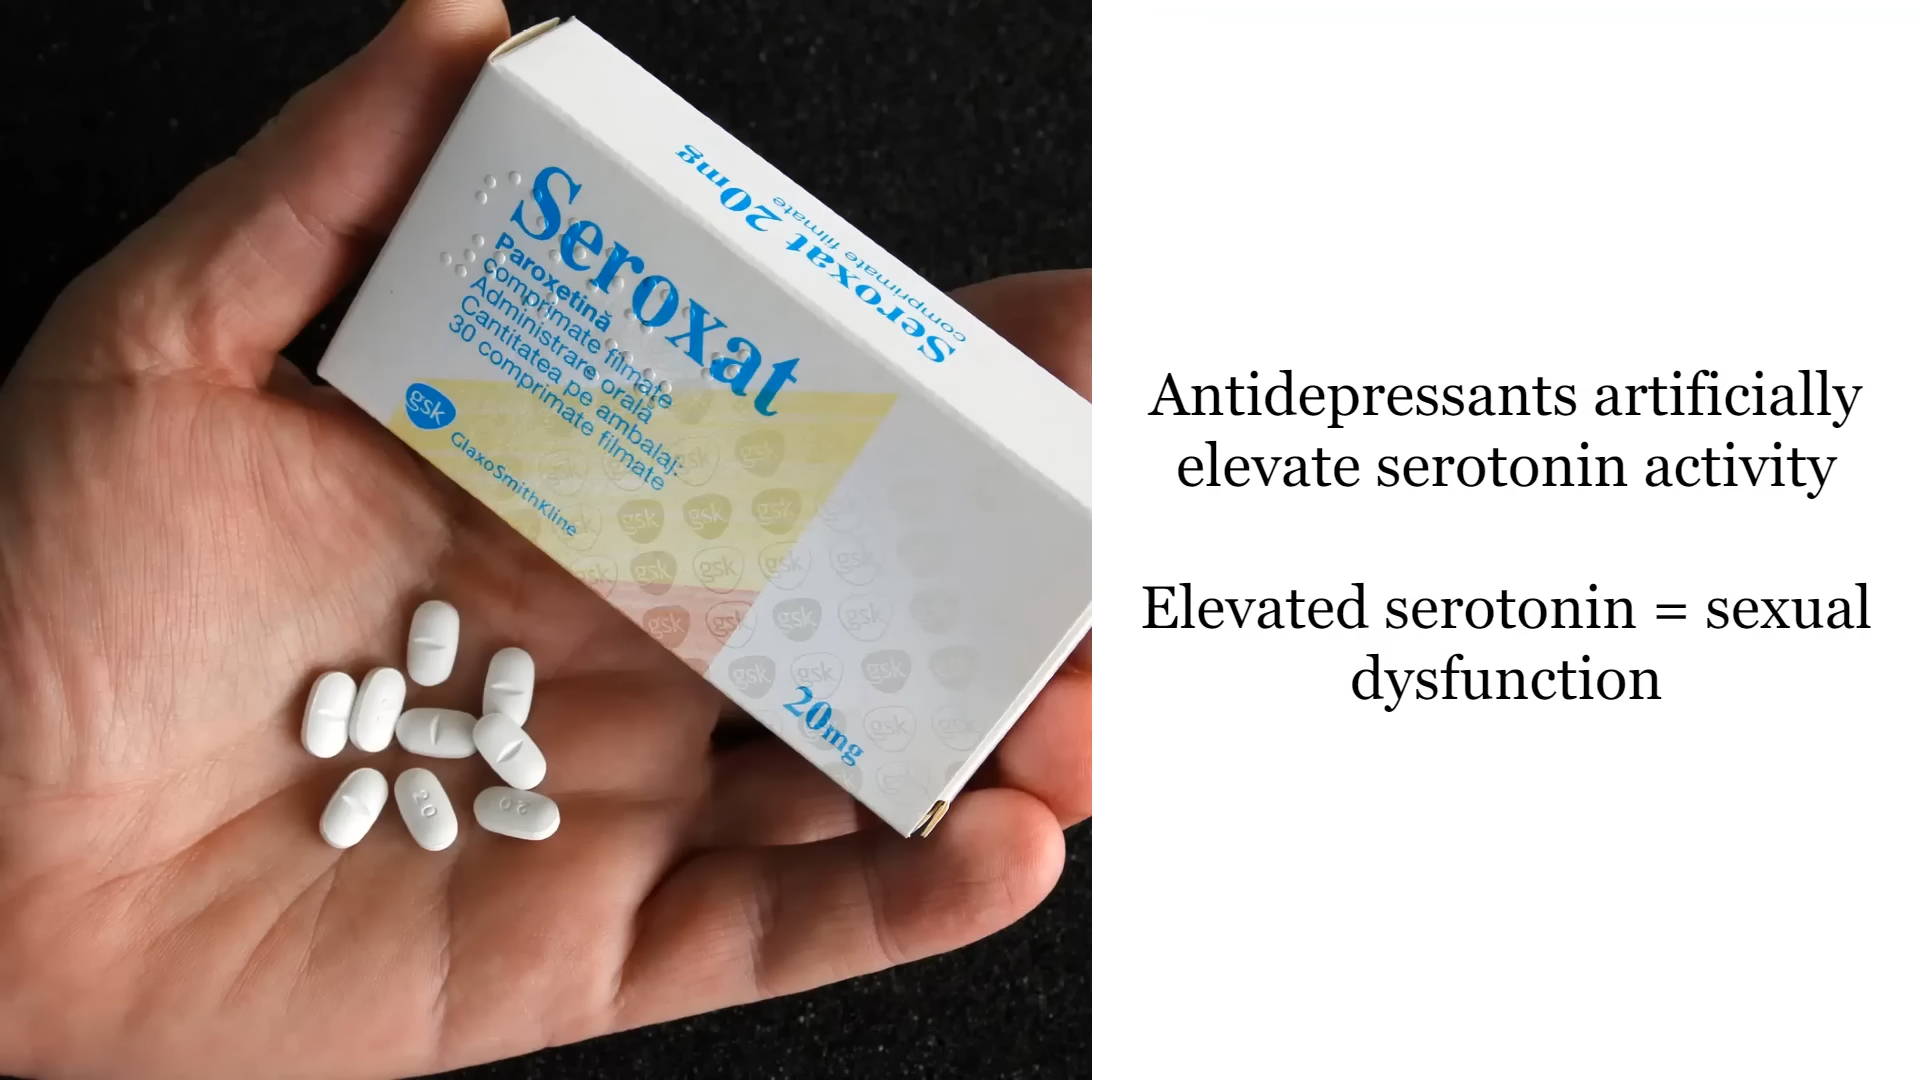 Seroxat
Paroxetină
comprimate filmate
Administrare orală
Cantitatea pe ambalaj:
30 comprimate filmate
gsk
GlaxoSmithKline
20mg
Seroxat 20mg
comprimate filmate
20
20
Antidepressants artificially
elevate serotonin activity
Elevated serotonin = sexual
dysfunction